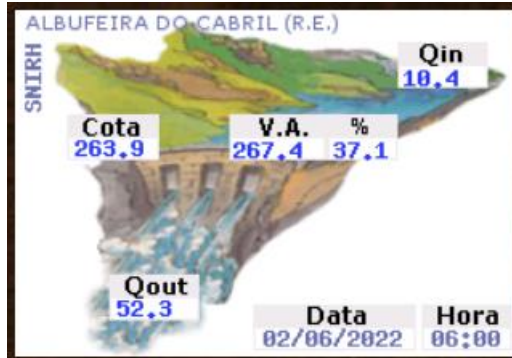 ALBUFEIRA DO CABRIL (R.E.)
SNIRH
Qin
10.4
Cota
263.9
V.A. %
267.4 37.1
Qout
52.3
Data Hora
02/06/2022 06:00